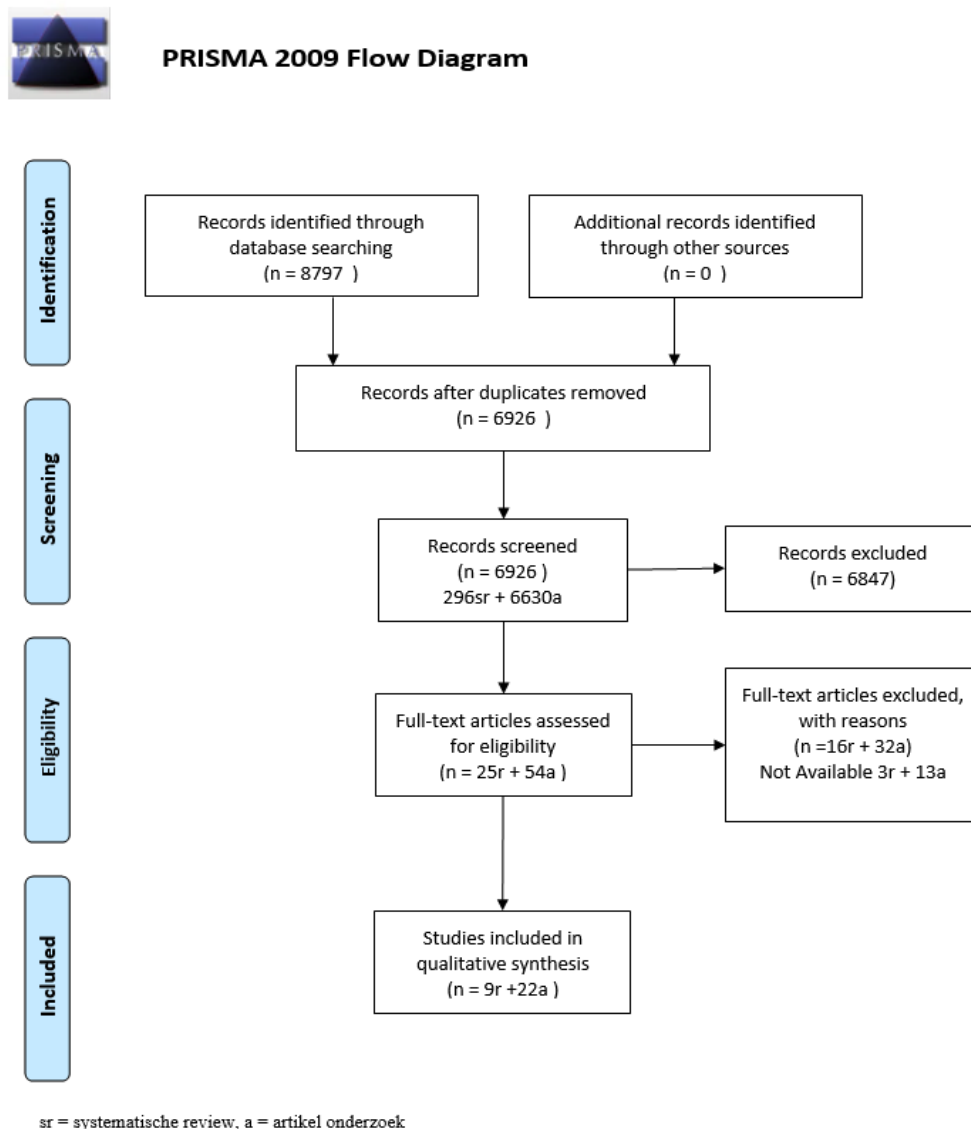 PRISMA
PRISMA 2009 Flow Diagram
Identification
Records identified through
database searching
(n = 8797 )
Additional records identified
through other sources
(n = 0 )
Records after duplicates removed
(n = 6926 )
Screening
Records screened
(n = 6926 )
296sr + 6630a
Records excluded
(n = 6847)
Eligibility
Full-text articles assessed
for eligibility
(n = 25r + 54a )
Full-text articles excluded,
with reasons
(n =16r + 32a)
Not Available 3r + 13a
Included
Studies included in
qualitative synthesis
(n = 9r +22a )
sr = systematische review, a = artikel onderzoek